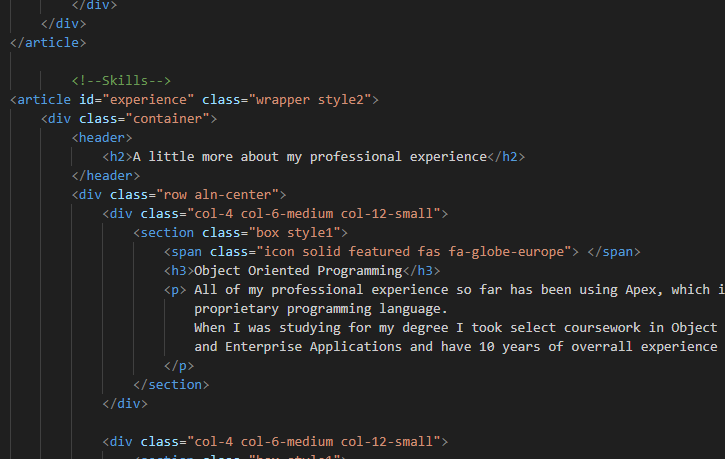 </div>
</div>
</article>
<!--Skills-->
<article id="experience" class="wrapper style2">
<div class="container">
<header>
<h2>A little more about my professional experience</h2>
</header>
<div class="row aln-center">
<div class="col-4 col-6-medium col-12-small">
<section class="box style1">
<span class="icon solid featured fas fa-globe-europe"> </span>
<h3>Object Oriented Programming</h3>
<p> All of my professional experience so far has been using Apex, which
proprietary programming language.
When I was studying for my degree I took select coursework in Object
and Enterprise Applications and have 10 years of overrall experience
</p>
</section>
</div>
<div class="col-4 col-6-medium col-12-small">